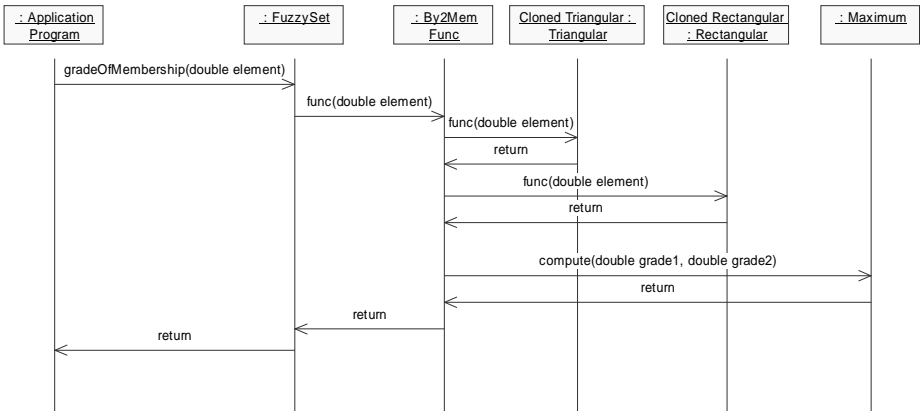 : Application
Program
: FuzzySet
: By2Mem
Func
Cloned Triangular :
Triangular
Cloned Rectangular
: Rectangular
: Maximum
gradeOfMembership(double element)
func(double element)
func(double element)
return
func(double element)
return
compute(double grade1, double grade2)
return
return
return